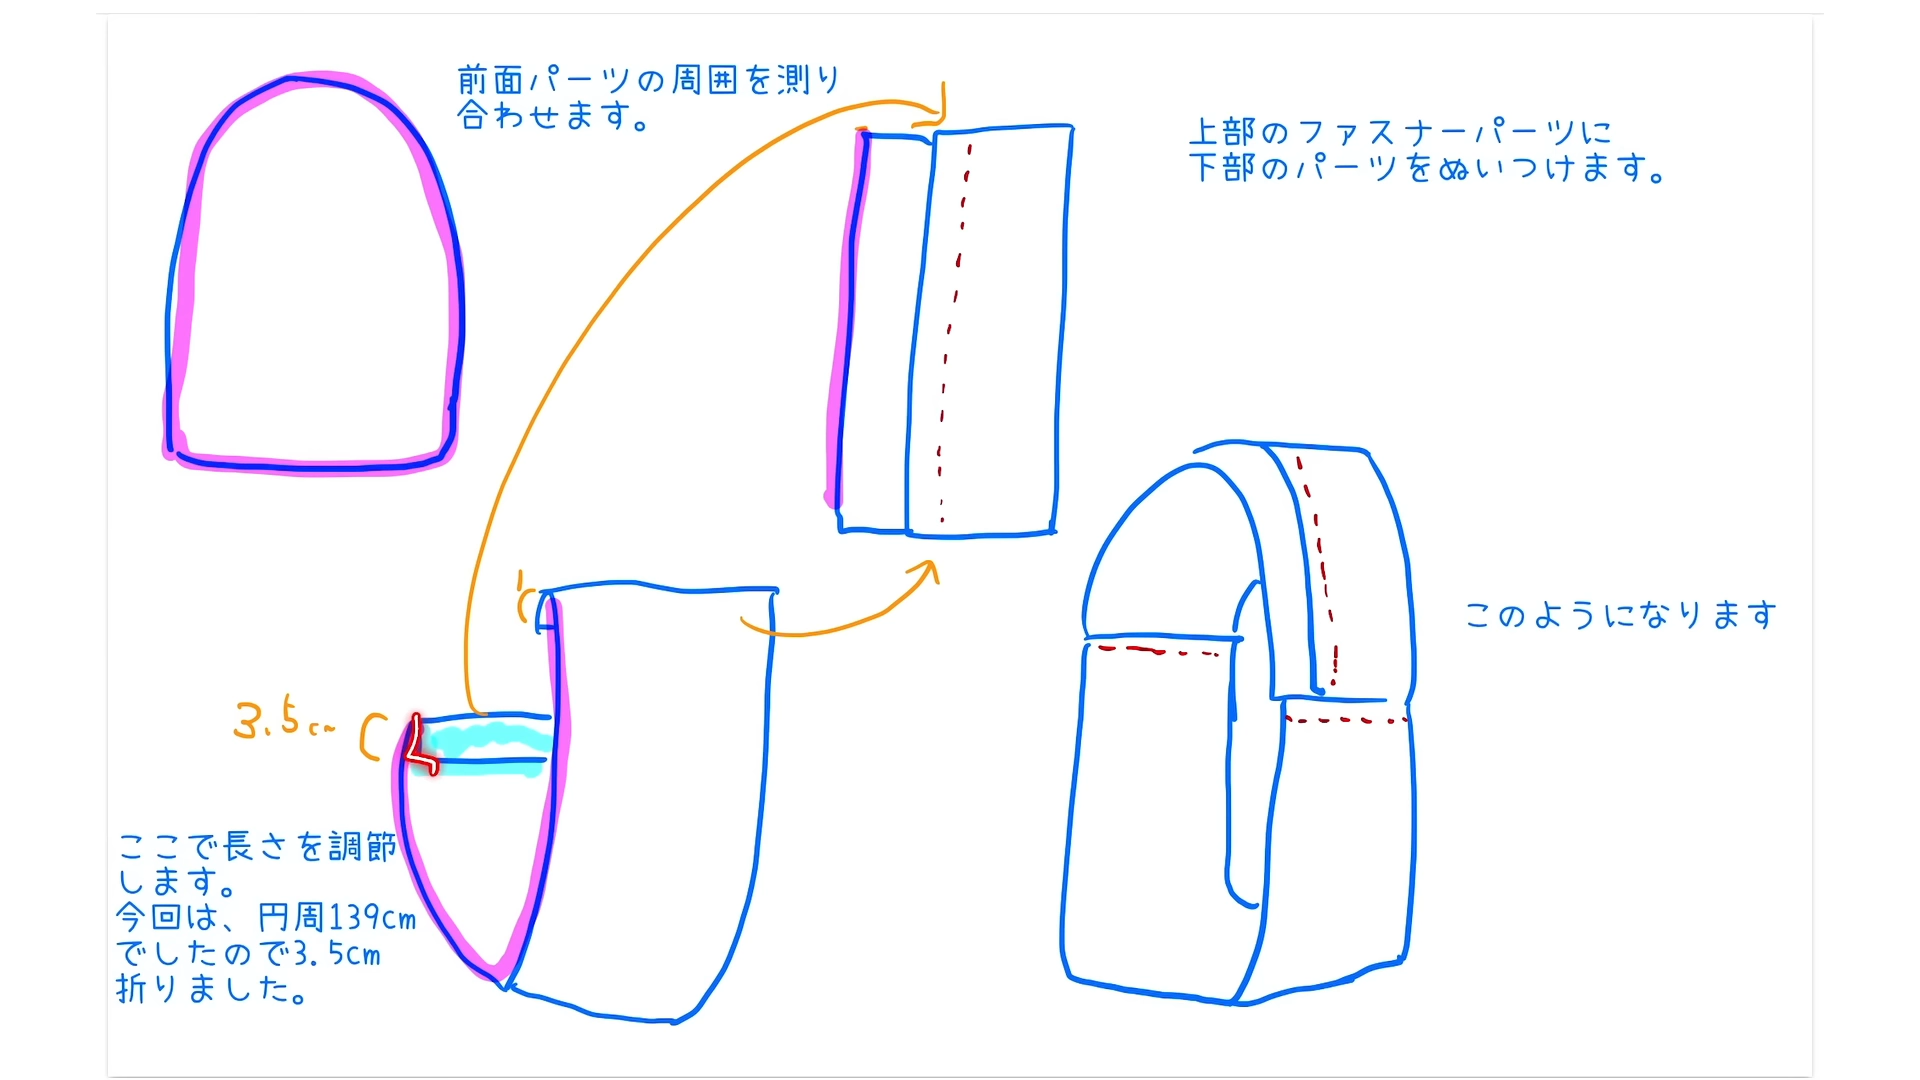 前面パーツの周囲を測り
合わせます。
上部のファスナーパーツに
下部のパーツをぬいつけます。
このようになります
3.5cm
ここで長さを調節
します。
今回は、円周139cm
でしたので3.5cm
折りました。